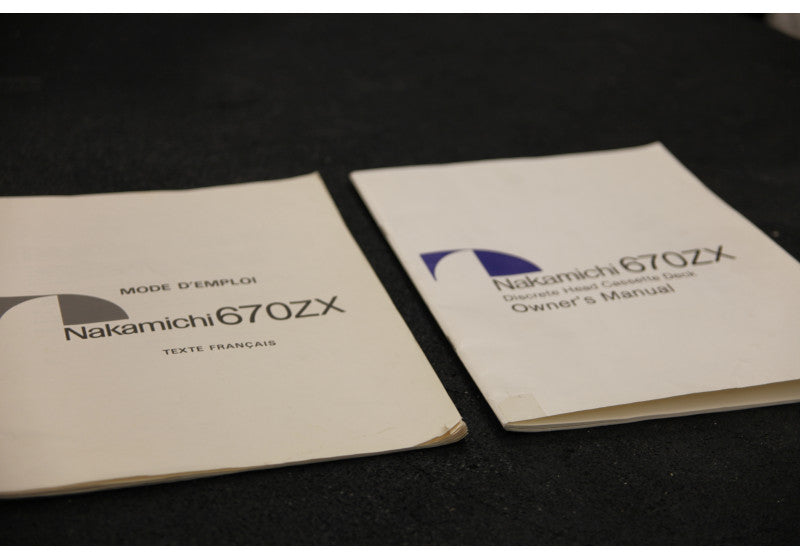 MODE D'EMPLOI
Nakamichi 670ZX
TEXTE FRANÇAIS
Nakamichi 670ZX
Discrete Head Cassette Deck
Owner's Manual